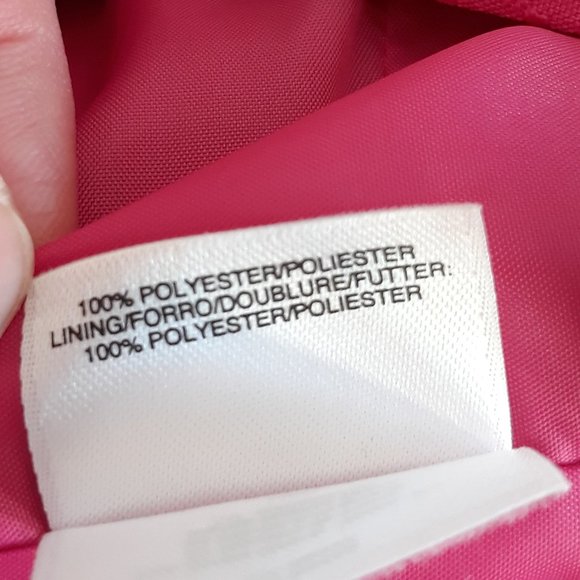 100% POLYESTER/POLIESTER
LINING/FORRO/DOUBLURE/FUTTER:
100% POLYESTER/POLIESTER